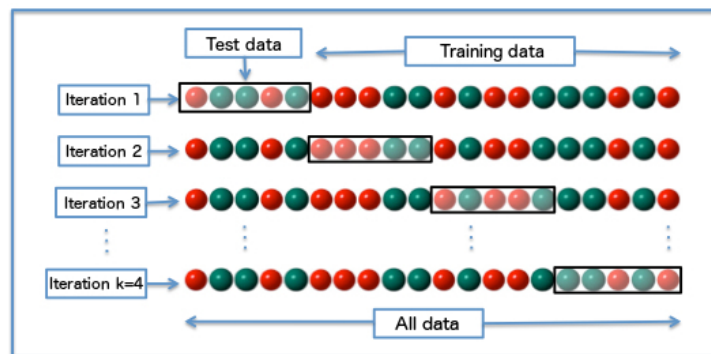 Test data
Training data
Iteration 1
Iteration 2
Iteration 3
Iteration k=4
All data